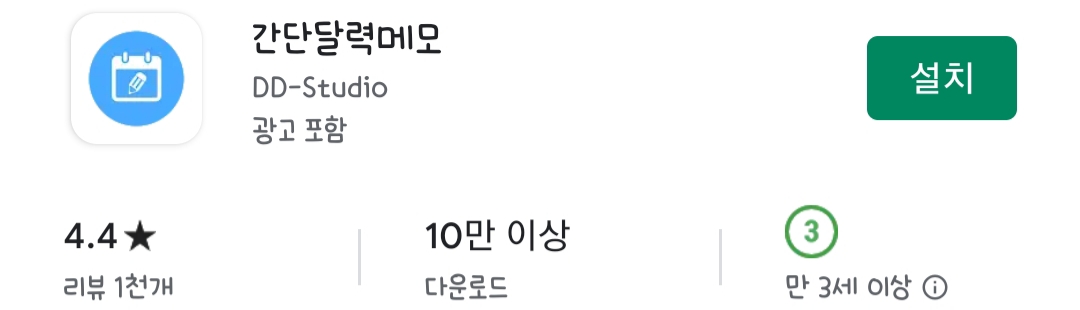 간단달력메모
DD-Studio
광고 포함
설치
4.4★
리뷰 1천개
10만 이상
다운로드
3
만 3세 이상